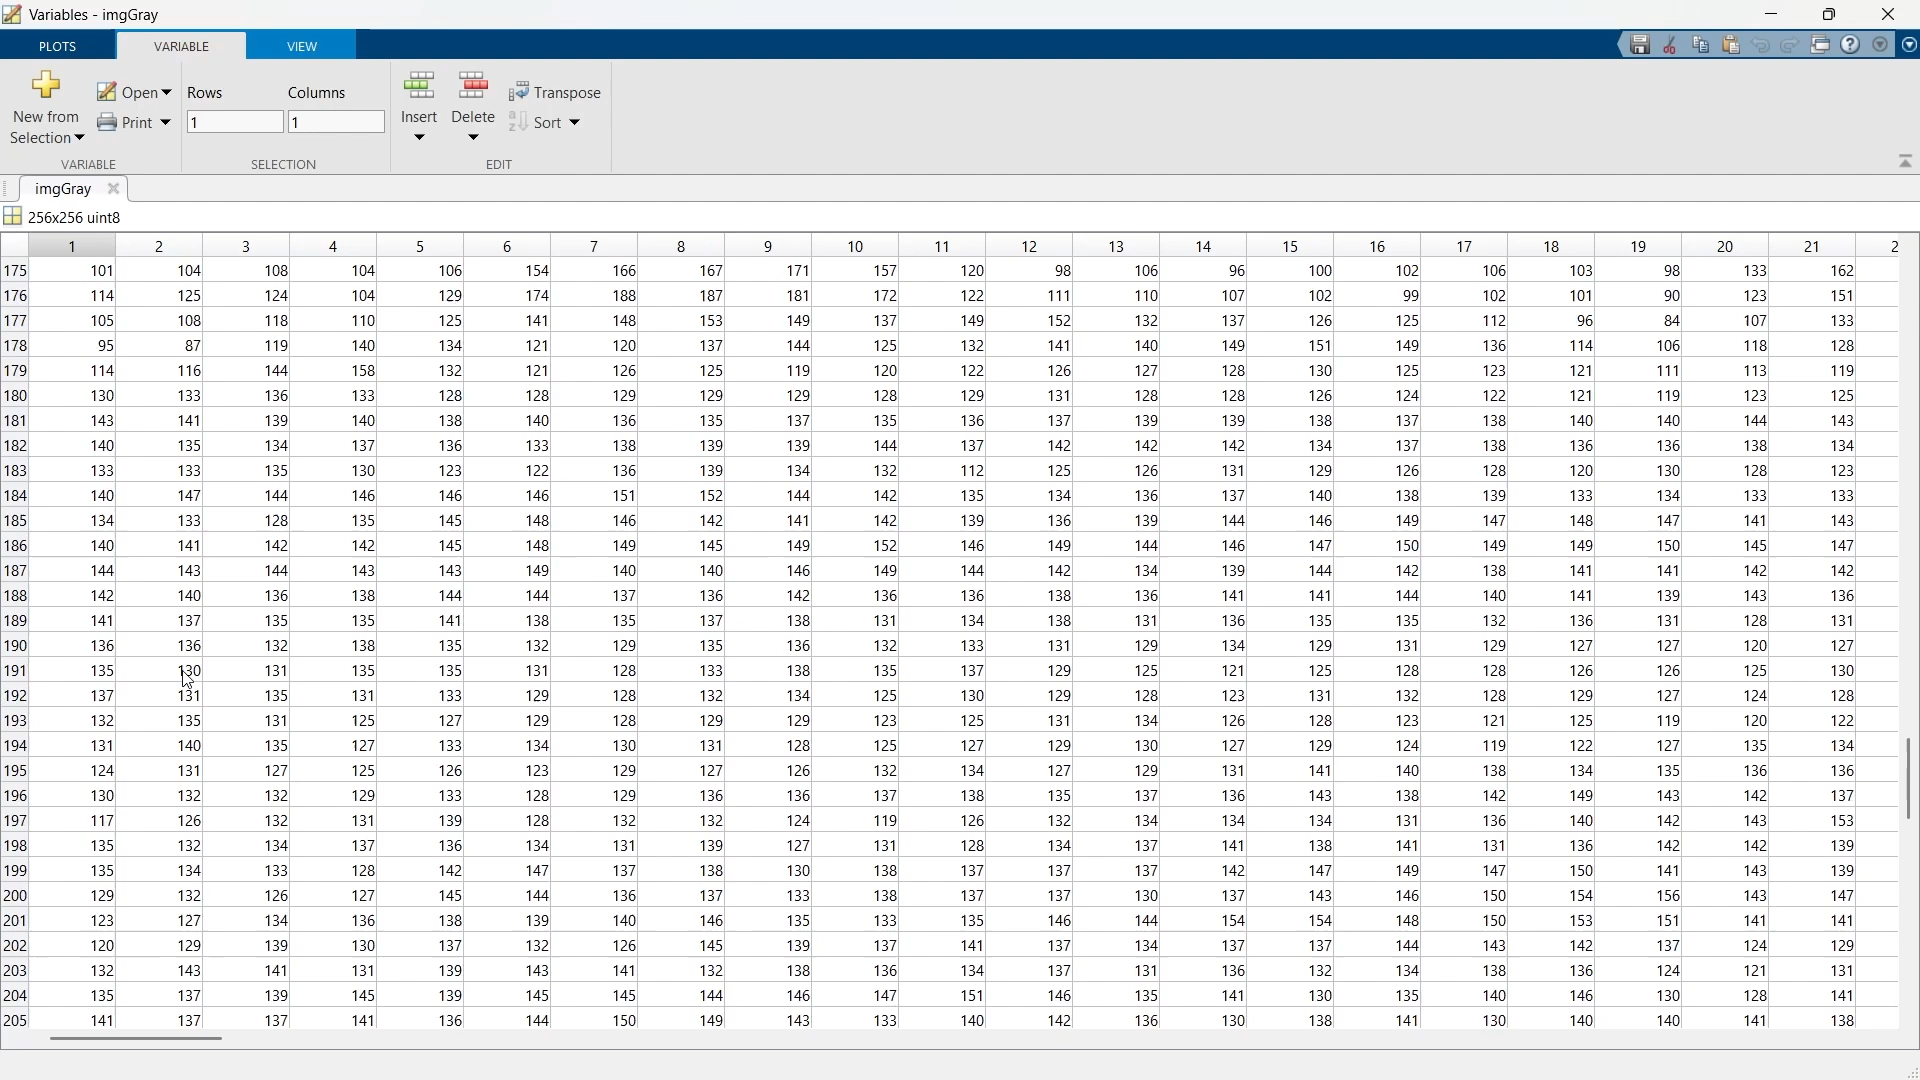 Variables - imgGray
PLOTS VARIABLE VIEW
New from Selection Open Print Rows Columns Insert Delete Transpose Sort
1 1
VARIABLE SELECTION EDIT
imgGray
256x256 uint8
1 2 3 4 5 6 7 8 9 10 11 12 13 14 15 16 17 18 19 20 21 2
175 101 104 108 104 106 154 166 167 171 157 120 98 106 96 100 102 106 103 98 133 162
176 114 125 124 104 129 174 188 187 181 172 122 111 110 107 102 99 102 101 90 123 151
177 105 108 118 110 125 141 148 153 149 137 149 152 132 137 126 125 112 96 84 107 133
178 95 87 119 140 134 121 120 137 144 125 132 141 140 149 151 149 136 114 106 118 128
179 114 116 144 158 132 121 126 125 119 120 122 126 127 128 130 125 123 121 111 113 119
180 130 133 136 133 128 128 129 129 129 128 129 131 128 128 126 124 122 121 119 123 125
181 143 141 139 140 138 140 136 135 137 135 136 137 139 139 138 137 138 140 140 144 143
182 140 135 134 137 136 133 138 139 139 144 137 142 142 142 134 137 138 136 136 138 134
183 133 133 135 130 123 122 136 139 134 132 112 125 126 131 129 126 128 120 130 128 123
184 140 147 144 146 146 146 151 152 144 142 135 134 136 137 140 138 139 133 134 133 133
185 134 133 128 135 145 148 146 142 141 142 139 136 139 144 146 149 147 148 147 141 143
186 140 141 142 142 145 148 149 145 149 152 146 149 144 146 147 150 149 149 150 145 147
187 144 143 144 143 143 149 140 140 146 149 144 142 134 139 144 142 138 141 141 142 142
188 142 140 136 138 144 144 137 136 142 136 136 138 136 141 141 144 140 141 139 143 136
189 141 137 135 135 141 138 135 137 138 131 134 138 131 136 135 135 132 136 131 128 131
190 136 136 132 138 135 132 129 135 136 132 133 131 129 134 129 131 129 127 127 120 127
191 135 130 131 135 135 131 128 133 138 135 137 129 125 121 125 128 128 126 126 125 130
192 137 131 135 131 133 129 128 132 134 125 130 129 128 123 131 132 128 129 127 124 128
193 132 135 131 125 127 129 128 129 129 123 125 131 134 126 128 123 121 125 119 120 122
194 131 140 135 127 133 134 130 131 128 125 127 129 130 127 129 124 119 122 127 135 134
195 124 131 127 125 126 123 129 127 126 132 134 127 129 131 141 140 138 134 135 136 136
196 130 132 132 129 133 128 129 136 136 137 138 135 137 136 143 138 142 149 143 142 137
197 117 126 132 131 139 128 132 132 124 119 126 132 134 134 134 131 136 140 142 143 153
198 135 132 134 137 136 134 131 139 127 131 128 134 137 141 138 141 131 136 142 142 139
199 135 134 133 128 142 147 137 138 130 138 137 137 137 142 147 149 147 150 141 143 139
200 129 132 126 127 145 144 136 137 133 138 137 137 130 137 143 146 150 154 156 143 147
201 123 127 134 136 138 139 140 146 135 133 135 146 144 154 154 148 150 153 151 141 141
202 120 129 139 130 137 132 126 145 139 137 141 137 134 137 137 144 143 142 137 124 129
203 132 143 141 131 139 143 141 132 138 136 134 137 131 136 132 134 138 136 124 121 131
204 135 137 139 145 139 145 145 144 146 147 151 146 135 141 130 135 140 146 130 128 141
205 141 137 137 141 136 144 150 149 143 133 140 142 136 130 138 141 130 140 140 141 138